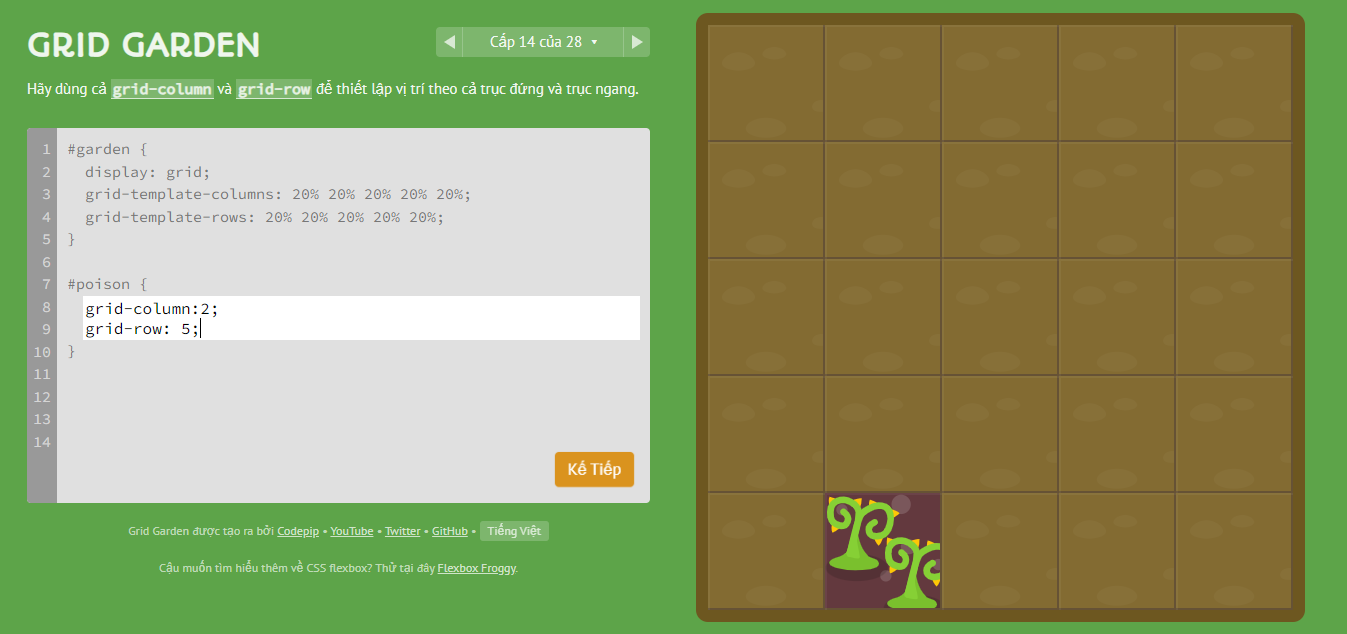 GRID GARDEN
◀ Cấp 14 của 28 ▾ ▶
Hãy dùng cả grid-column và grid-row để thiết lập vị trí theo cả trục đứng và trục ngang.
1 #garden {
2 display: grid;
3 grid-template-columns: 20% 20% 20% 20% 20%;
4 grid-template-rows: 20% 20% 20% 20% 20%;
5 }
6
7 #poison {
8 grid-column:2;
9 grid-row: 5;
10 }
11
12
13
14
Kế Tiếp
Grid Garden được tạo ra bởi Codepip • YouTube • Twitter • GitHub • Tiếng Việt
Cậu muốn tìm hiểu thêm về CSS flexbox? Thử tại đây Flexbox Froggy.